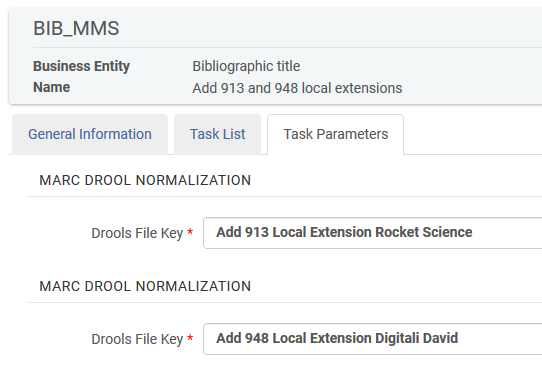 BIB_MMS
Business Entity Bibliographic title
Name Add 913 and 948 local extensions
General Information Task List Task Parameters
MARC DROOL NORMALIZATION
Drools File Key * Add 913 Local Extension Rocket Science
MARC DROOL NORMALIZATION
Drools File Key * Add 948 Local Extension Digitali David